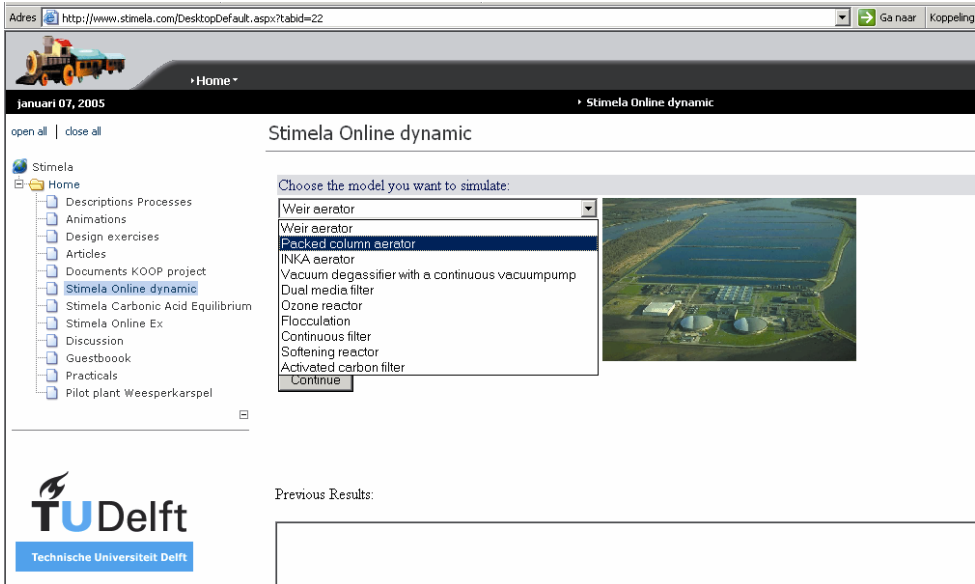 Adres http://www.stimela.com/DesktopDefault.aspx?tabid=22 Ga naar Koppeling
Home
januari 07, 2005 Stimela Online dynamic
open all | close all
Stimela Online dynamic
Stimela
Home
Descriptions Processes
Animations
Design exercises
Articles
Documents KOOP project
Stimela Online dynamic
Stimela Carbonic Acid Equilibrium
Stimela Online Ex
Discussion
Guestboook
Practicals
Pilot plant Weesperkarspel
Choose the model you want to simulate:
Weir aerator
Weir aerator
Packed column aerator
INKA aerator
Vacuum degassifier with a continuous vacuumpump
Dual media filter
Ozone reactor
Flocculation
Continuous filter
Softening reactor
Activated carbon filter
Continue
Previous Results:
TUDelft
Technische Universiteit Delft